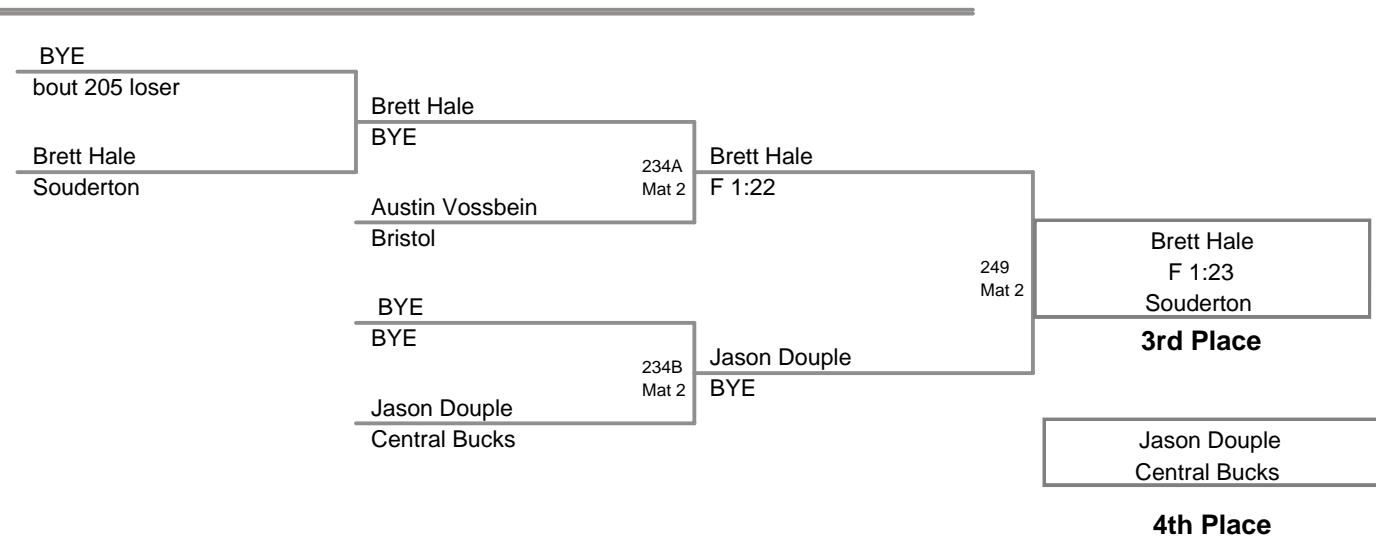 BYE
bout 205 loser
Brett Hale
Souderton
Brett Hale
BYE
234A
Mat 2
Austin Vossbein
Bristol
BYE
BYE
234B
Mat 2
Jason Douple
Central Bucks
Brett Hale
F 1:22
249
Mat 2
Jason Douple
BYE
Brett Hale
F 1:23
Souderton
3rd Place
Jason Douple
Central Bucks
4th Place